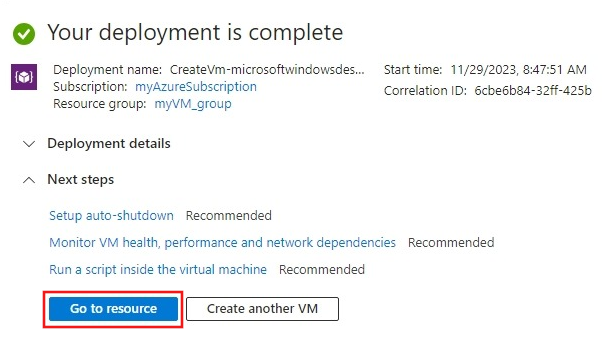 Your deployment is complete
Deployment name: CreateVm-microsoftwindowsdes... Start time: 11/29/2023, 8:47:51 AM
Subscription: myAzureSubscription Correlation ID: 6cbe6b84-32ff-425b
Resource group: myVM_group
Deployment details
Next steps
Setup auto-shutdown Recommended
Monitor VM health, performance and network dependencies Recommended
Run a script inside the virtual machine Recommended
Go to resource Create another VM